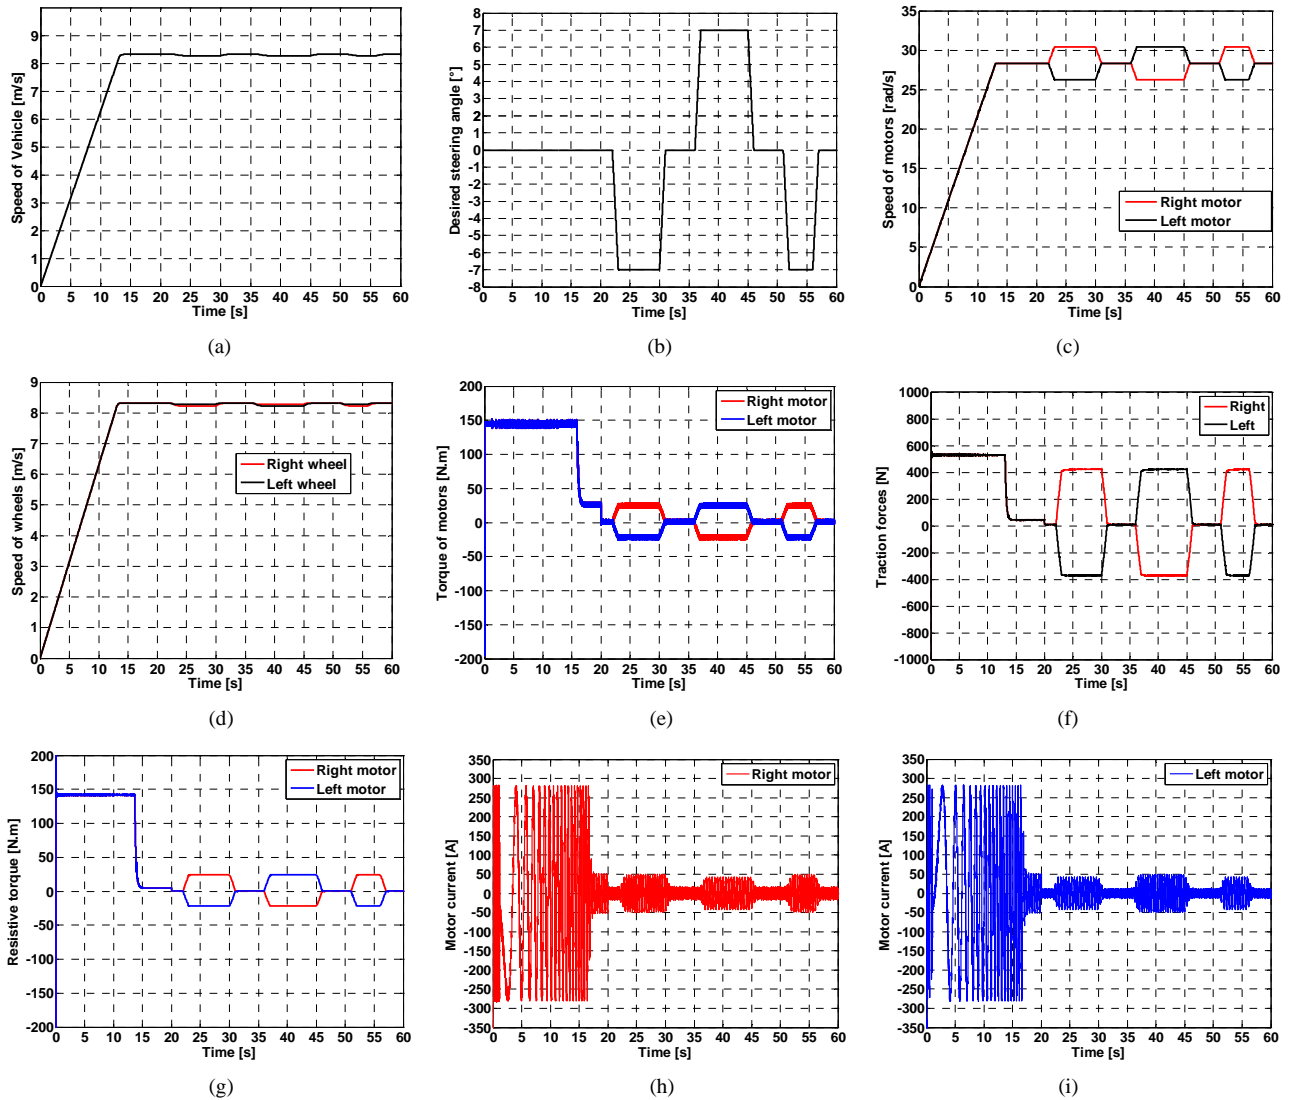 9
8
7
6
5
4
3
2
1
0
Speed of Vehicle [m/s]
0 5 10 15 20 25 30 35 40 45 50 55 60
Time [s]
(a)
8
7
6
5
4
3
2
1
0
-1
-2
-3
-4
-5
-6
-7
-8
Desired steering angle [°]
0 5 10 15 20 25 30 35 40 45 50 55 60
Time [s]
(b)
35
30
25
20
15
10
5
0
Speed of motors [rad/s]
Right motor
Left motor
0 5 10 15 20 25 30 35 40 45 50 55 60
Time [s]
(c)
9
8
7
6
5
4
3
2
1
0
Speed of wheels [m/s]
Right wheel
Left wheel
0 5 10 15 20 25 30 35 40 45 50 55 60
Time [s]
(d)
200
150
100
50
0
-50
-100
-150
-200
Torque of motors [N.m]
Right motor
Left motor
0 5 10 15 20 25 30 35 40 45 50 55 60
Time [s]
(e)
1000
800
600
400
200
0
-200
-400
-600
-800
-1000
Traction forces [N]
Right
Left
0 5 10 15 20 25 30 35 40 45 50 55 60
Time [s]
(f)
200
150
100
50
0
-50
-100
-150
-200
Resistive torque [N.m]
Right motor
Left motor
0 5 10 15 20 25 30 35 40 45 50 55 60
Time [s]
(g)
350
300
250
200
150
100
50
0
-50
-100
-150
-200
-250
-300
-350
Motor current [A]
Right motor
0 5 10 15 20 25 30 35 40 45 50 55 60
Time [s]
(h)
350
300
250
200
150
100
50
0
-50
-100
-150
-200
-250
-300
-350
Motor current [A]
Left motor
0 5 10 15 20 25 30 35 40 45 50 55 60
Time [s]
(i)